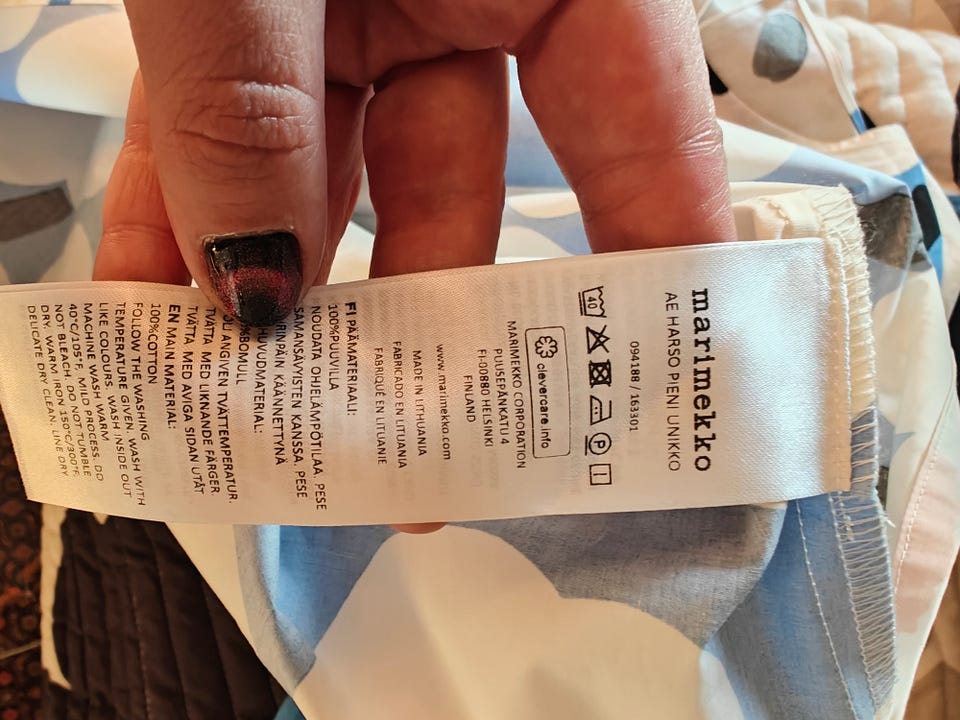 marimekko
AE HARSO PIENI UNIKKO
094188 / 163301
40
P
clevercare.info
MARIMEKKO CORPORATION
PUUSEPÄNKATU 4
FI-00880 HELSINKI
FINLAND
www.marimekko.com
MADE IN LITHUANIA
FABRICADO EN LITUANIA
FABRIQUÉ EN LITUANIE
FI PÄÄMATERIAALI:
100%PUUVILLA
NOUDATA OHJELÄMPÖTILAA. PESE
SAMANSÄVYISTEN KANSSA. PESE
KÄÄNNETTYNÄ
HUVUDMATERIAL:
ANGIVEN TVÄTTEMPERATUR.
TVÄTTA MED LIKNANDE FÄRGER.
TVÄTTA MED AVIGA SIDAN UTÅT
EN MAIN MATERIAL:
100%COTTON
FOLLOW THE WASHING
TEMPERATURE GIVEN. WASH WITH
LIKE COLOURS. WASH INSIDE OUT
MACHINE WASH WARM
40°C/105°F, MILD PROCESS. DO
NOT BLEACH. DO NOT TUMBLE
DRY. WARM IRON 150°C/300°F.
DELICATE DRY CLEAN. LINE DRY